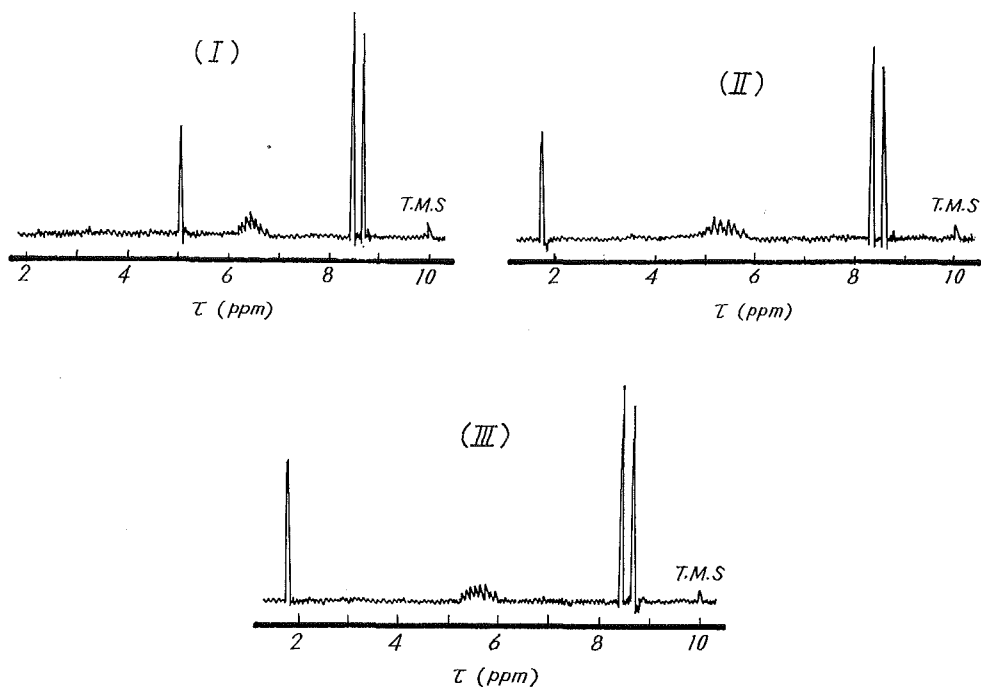 (I)
T.M.S
2 4 6 8 10
τ (ppm)
(II)
T.M.S
2 4 6 8 10
τ (ppm)
(III)
T.M.S
2 4 6 8 10
τ (ppm)